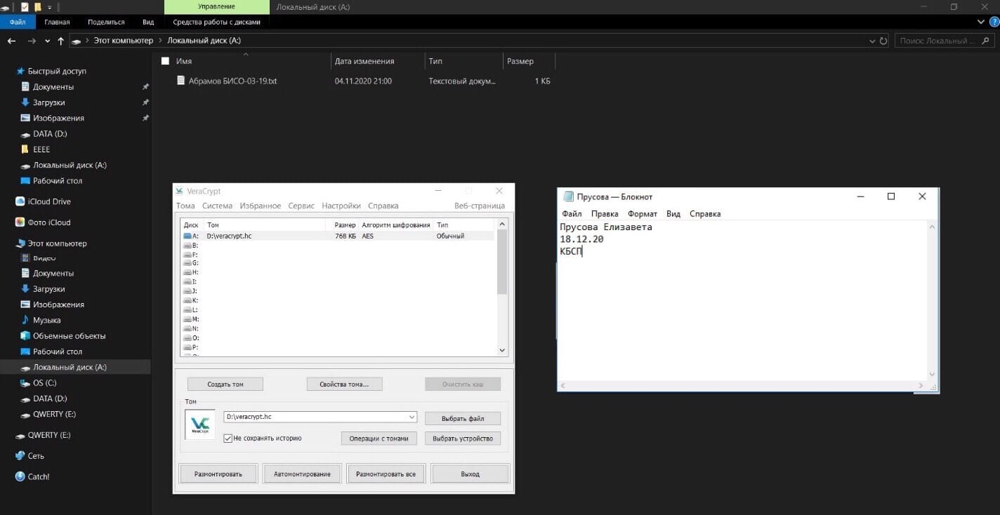 Управление
Локальный диск (A:)
Файл
Главная
Поделиться
Вид
Средства работы с дисками
Этот компьютер
Локальный диск (A:)
Поиск: Локальный ...
Имя
Дата изменения
Тип
Размер
Абрамов БИСО-03-19.txt
04.11.2020 21:00
Текстовый докум...
1 КБ
Быстрый доступ
Документы
Загрузки
Изображения
DATA (D:)
EEEE
Локальный диск (A:)
Рабочий стол
iCloud Drive
Фото iCloud
Этот компьютер
Видео
Документы
Загрузки
Изображения
Музыка
Объемные объекты
Рабочий стол
Локальный диск (A:)
OS (C:)
DATA (D:)
QWERTY (E:)
QWERTY (E:)
Сеть
Catch!
VeraCrypt
Тома Система Избранное Сервис Настройки Справка Веб-страница
Диск Том Размер Алгоритм шифрования Тип
A: D:\veracrypt.hc 768 КБ AES Обычный
B:
F:
G:
H:
I:
J:
K:
L:
M:
N:
O:
P:
Создать том
Свойства тома...
Очистить кэш
Том
VeraCrypt
D:\veracrypt.hc
Выбрать файл
Не сохранять историю
Операции с томами
Выбрать устройство
Размонтировать
Автомонтирование
Размонтировать все
Выход
Прусова — Блокнот
Файл Правка Формат Вид Справка
Прусова Елизавета
18.12.20
КБСП